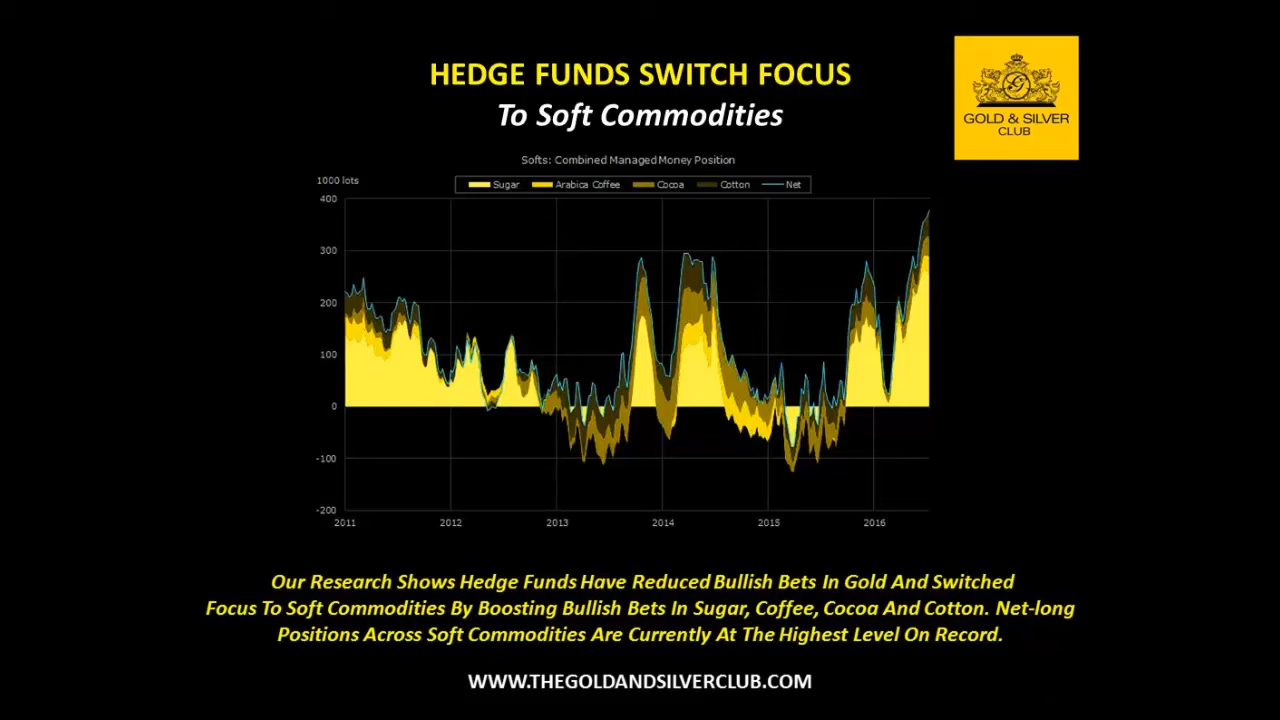 HEDGE FUNDS SWITCH FOCUS
To Soft Commodities
GOLD & SILVER
CLUB
Softs: Combined Managed Money Position
1000 lots
Sugar Arabica Coffee Cocoa Cotton Net
400
300
200
100
0
-100
-200
2011 2012 2013 2014 2015 2016
Our Research Shows Hedge Funds Have Reduced Bullish Bets In Gold And Switched
Focus To Soft Commodities By Boosting Bullish Bets In Sugar, Coffee, Cocoa And Cotton. Net-long
Positions Across Soft Commodities Are Currently At The Highest Level On Record.
WWW.THEGOLDANDSILVERCLUB.COM